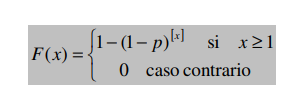 F(x) = { 1 − (1 − p)^[x] si x ≥ 1
0 caso contrario